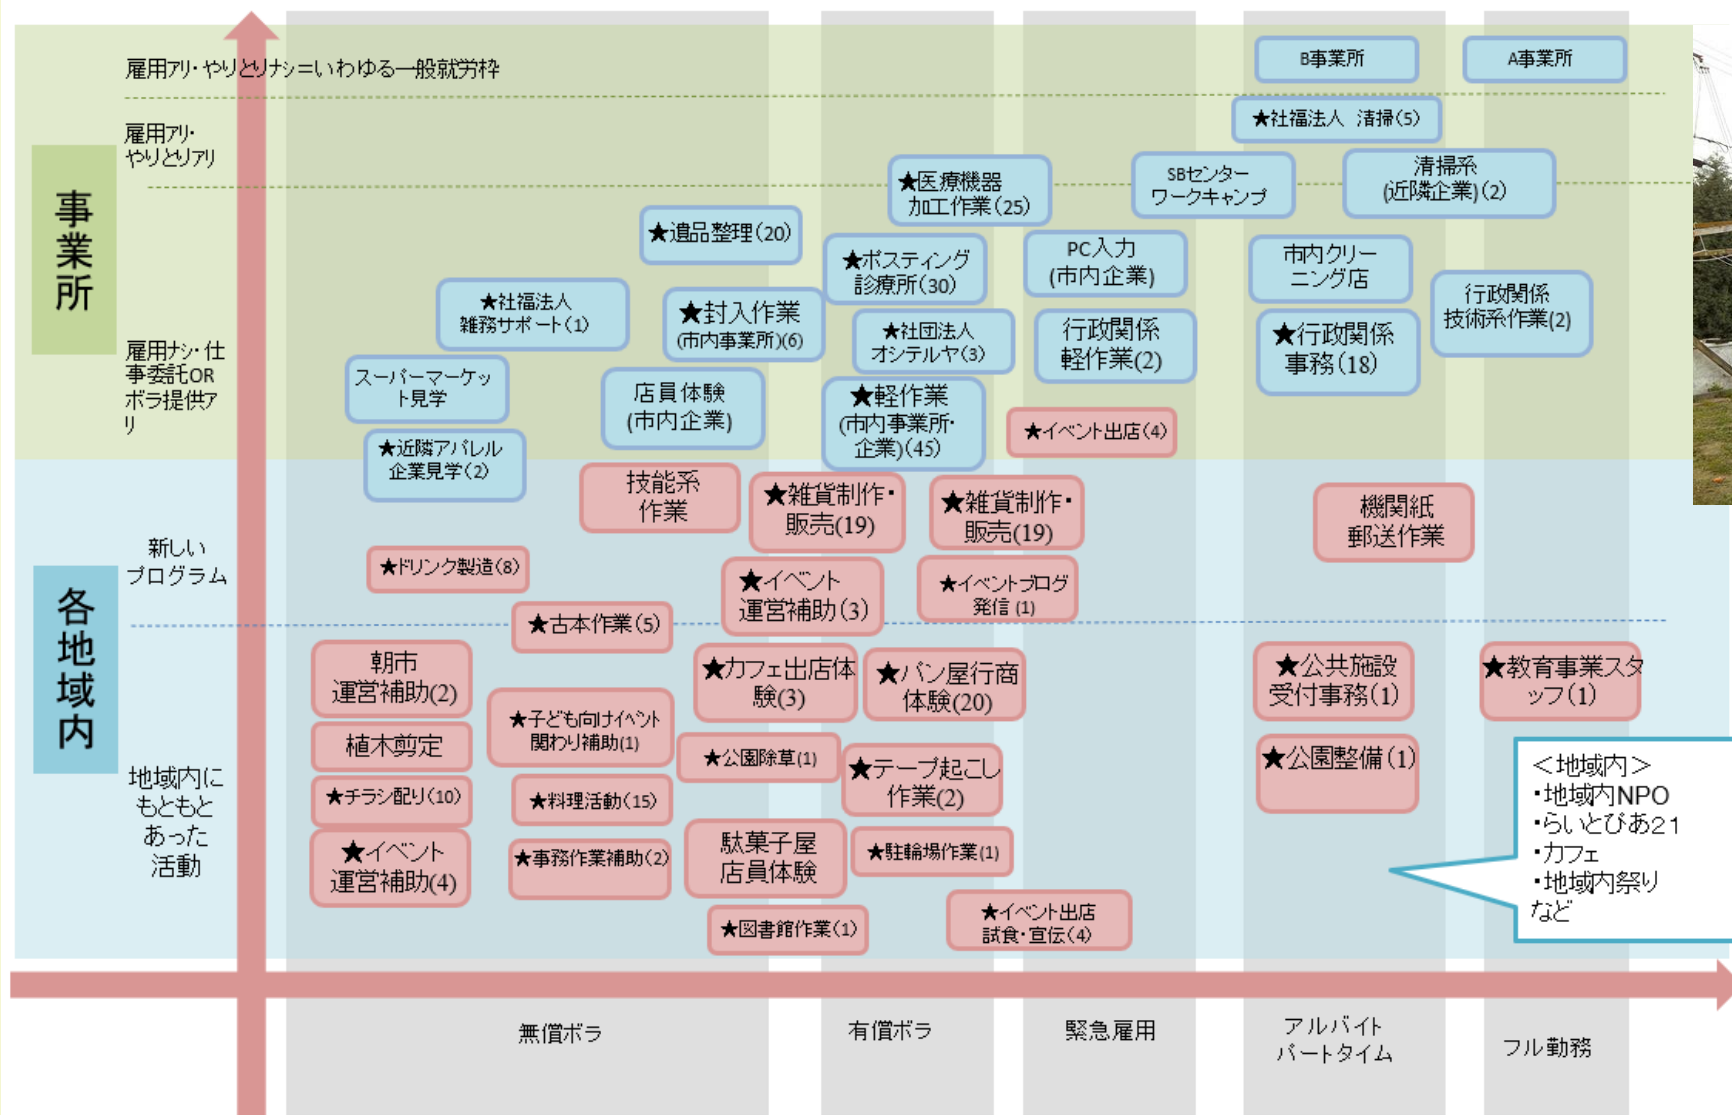 雇用アリ・やりとりナシ＝いわゆる一般就労枠
B事業所
A事業所
★社福法人 清掃(5)
雇用アリ・
やりとりアリ
事業所
★医療機器
加工作業(25)
SBセンター
ワークキャンプ
清掃系
(近隣企業)(2)
★遺品整理(20)
★ポスティング
診療所(30)
PC入力
(市内企業)
市内クリー
ニング店
行政関係
技術系作業(2)
★社福法人
雑務サポート(1)
★封入作業
(市内事業所)(6)
★社団法人
オシテルヤ(3)
行政関係
軽作業(2)
★行政関係
事務(18)
雇用ナシ・仕
事委託OR
ボラ提供ア
リ
スーパーマーケッ
ト見学
店員体験
(市内企業)
★軽作業
(市内事業所・
企業)(45)
★イベント出店(4)
★近隣アパレル
企業見学(2)
技能系
作業
★雑貨制作・
販売(19)
★雑貨制作・
販売(19)
機関紙
郵送作業
新しい
プログラム
★ドリンク製造(8)
★イベント
運営補助(3)
★イベントブログ
発信(1)
各地域内
★古本作業(5)
朝市
運営補助(2)
★カフェ出店体
験(3)
★パン屋行商
体験(20)
★公共施設
受付事務(1)
★教育事業スタ
ッフ(1)
★子ども向けイベント
関わり補助(1)
植木剪定
★公園除草(1)
★テープ起こし
作業(2)
★公園整備(1)
地域内に
もともと
あった
活動
★チラシ配り(10)
★料理活動(15)
★イベント
運営補助(4)
★事務作業補助(2)
駄菓子屋
店員体験
★駐輪場作業(1)
★図書館作業(1)
★イベント出店
試食・宣伝(4)
＜地域内＞
・地域内NPO
・らいとぴあ21
・カフェ
・地域内祭り
など
無償ボラ
有償ボラ
緊急雇用
アルバイト
パートタイム
フル勤務